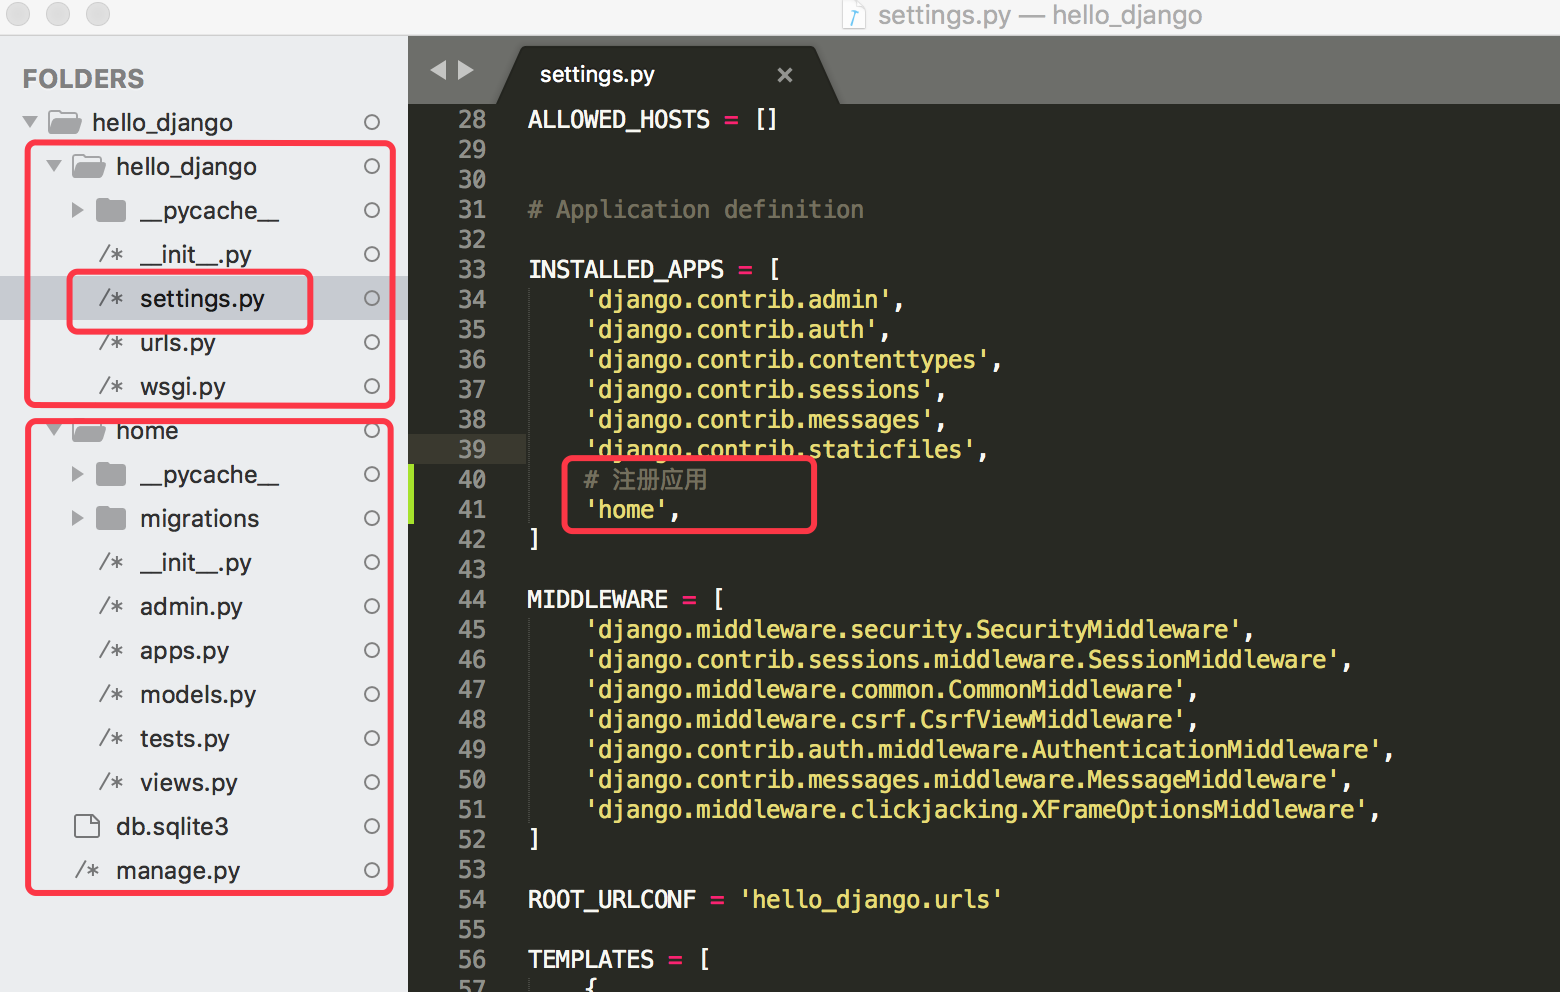 settings.py — hello_django
FOLDERS
hello_django
hello_django
__pycache__
/* __init__.py
/* settings.py
/* urls.py
/* wsgi.py
home
__pycache__
migrations
/* __init__.py
/* admin.py
/* apps.py
/* models.py
/* tests.py
/* views.py
db.sqlite3
/* manage.py
settings.py ×
28 ALLOWED_HOSTS = []
29
30
31 # Application definition
32
33 INSTALLED_APPS = [
34     'django.contrib.admin',
35     'django.contrib.auth',
36     'django.contrib.contenttypes',
37     'django.contrib.sessions',
38     'django.contrib.messages',
39     'django.contrib.staticfiles',
40     # 注册应用
41     'home',
42 ]
43
44 MIDDLEWARE = [
45     'django.middleware.security.SecurityMiddleware',
46     'django.contrib.sessions.middleware.SessionMiddleware',
47     'django.middleware.common.CommonMiddleware',
48     'django.middleware.csrf.CsrfViewMiddleware',
49     'django.contrib.auth.middleware.AuthenticationMiddleware',
50     'django.contrib.messages.middleware.MessageMiddleware',
51     'django.middleware.clickjacking.XFrameOptionsMiddleware',
52 ]
53
54 ROOT_URLCONF = 'hello_django.urls'
55
56 TEMPLATES = [
57     {